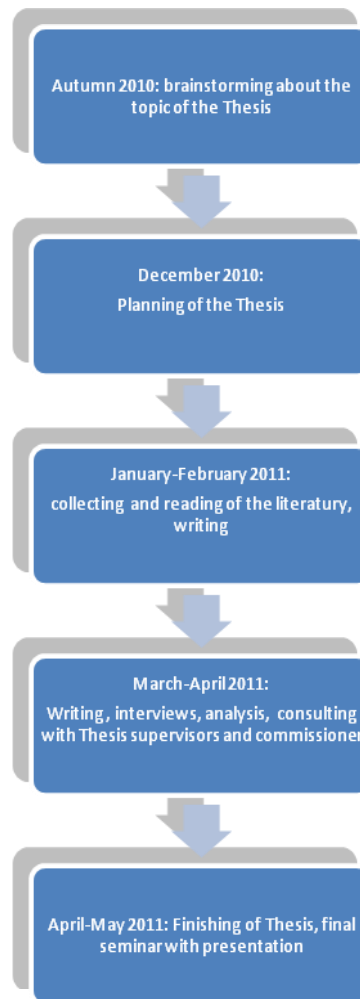 Autumn 2010: brainstorming about the
topic of the Thesis
December 2010:
Planning of the Thesis
January-February 2011:
collecting and reading of the literatury,
writing
March-April 2011:
Writing, interviews, analysis, consulting
with Thesis supervisors and commissioner
April-May 2011: Finishing of Thesis, final
seminar with presentation